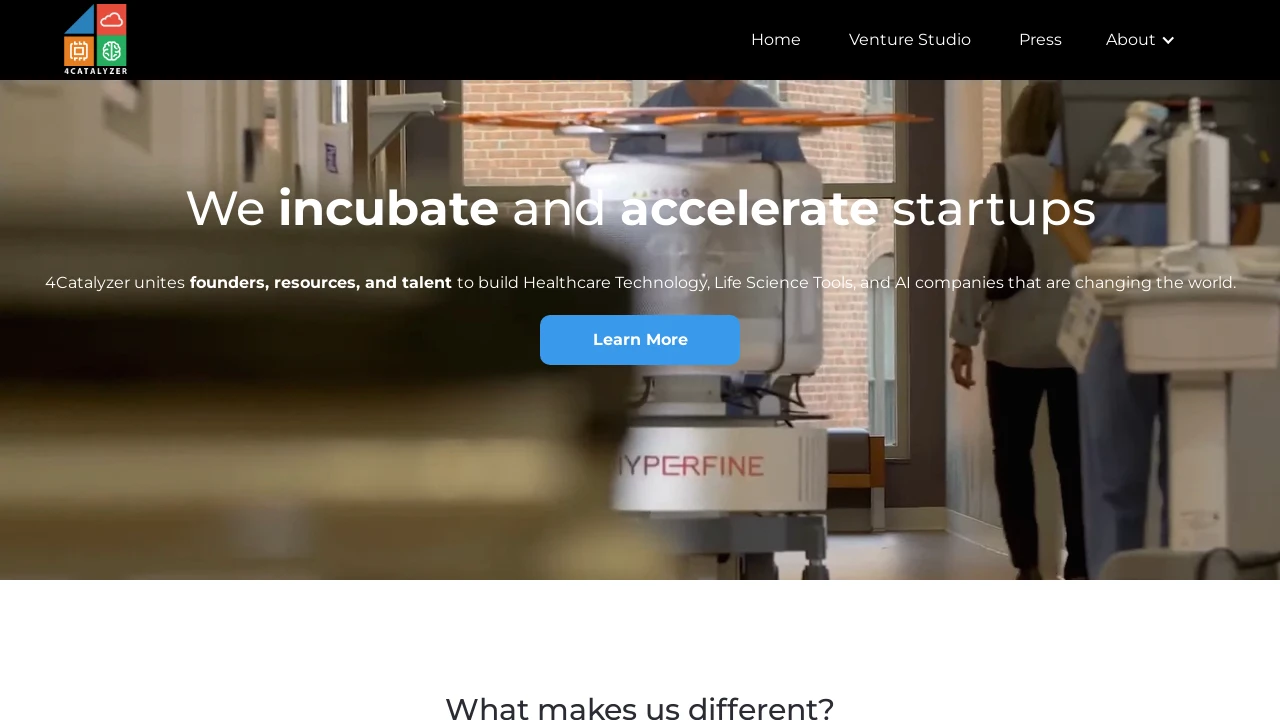 4CATALYZER
Home
Venture Studio
Press
About
We incubate and accelerate startups
4Catalyzer unites founders, resources, and talent to build Healthcare Technology, Life Science Tools, and AI companies that are changing the world.
Learn More
HYPERFINE
What makes us different?